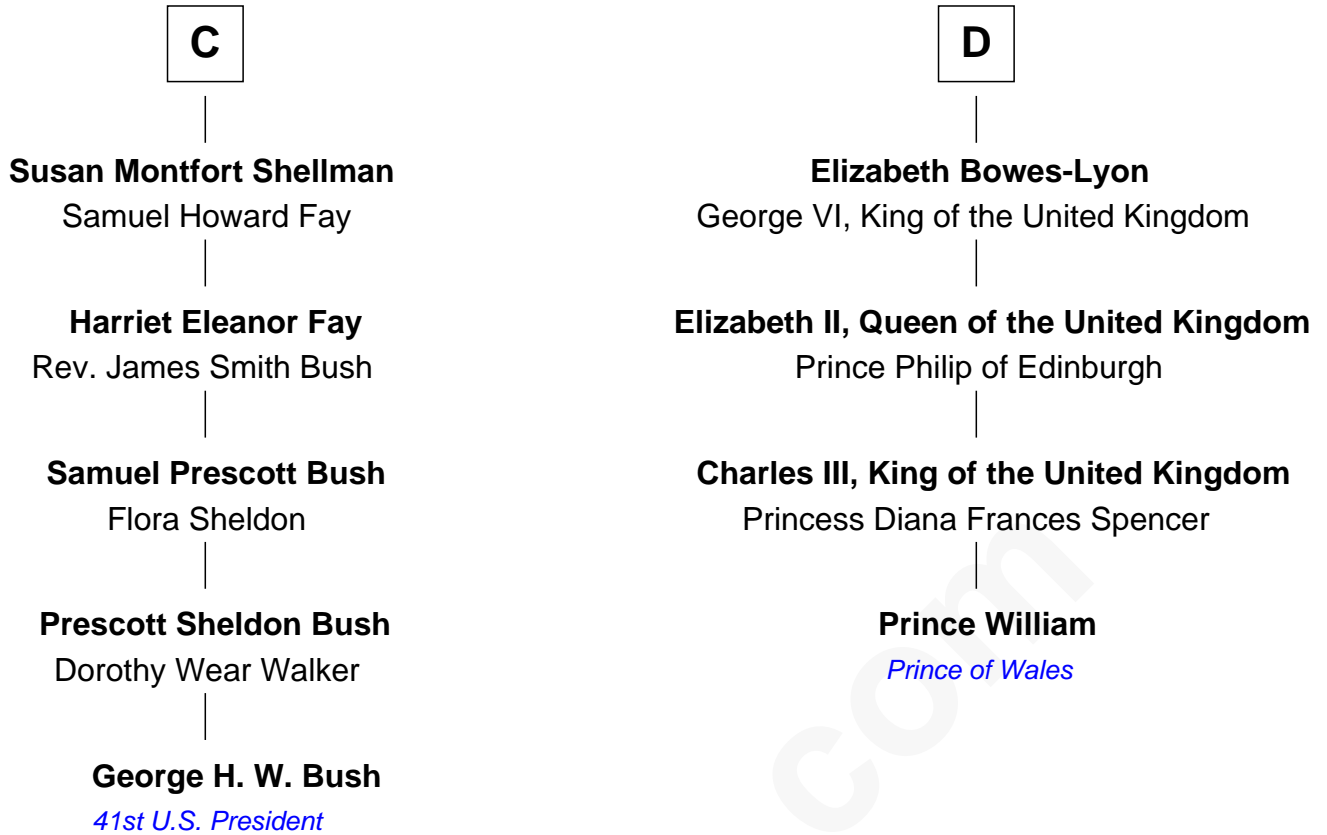 C
Susan Montfort Shellman
Samuel Howard Fay
Harriet Eleanor Fay
Rev. James Smith Bush
Samuel Prescott Bush
Flora Sheldon
Prescott Sheldon Bush
Dorothy Wear Walker
George H. W. Bush
41st U.S. President
D
Elizabeth Bowes-Lyon
George VI, King of the United Kingdom
Elizabeth II, Queen of the United Kingdom
Prince Philip of Edinburgh
Charles III, King of the United Kingdom
Princess Diana Frances Spencer
Prince William
Prince of Wales
com